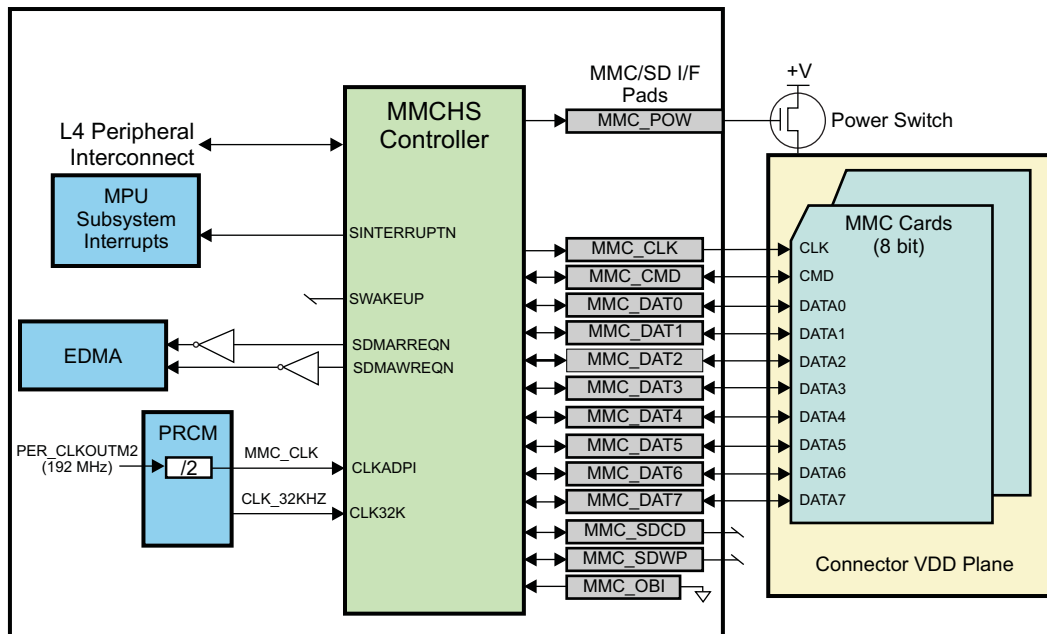 MMC/SD I/F
Pads
+V
MMCHS
Controller
MMC_POW
Power Switch
L4 Peripheral
Interconnect
MPU
Subsystem
Interrupts
SINTERRUPTN
SWAKEUP
EDMA
SDMARREQN
SDMAWREQN
PRCM
PER_CLKOUTM2
(192 MHz)
/2
MMC_CLK
CLKADPI
CLK_32KHZ
CLK32K
MMC_CLK
MMC_CMD
MMC_DAT0
MMC_DAT1
MMC_DAT2
MMC_DAT3
MMC_DAT4
MMC_DAT5
MMC_DAT6
MMC_DAT7
MMC_SDCD
MMC_SDWP
MMC_OBI
MMC Cards
(8 bit)
CLK
CMD
DATA0
DATA1
DATA2
DATA3
DATA4
DATA5
DATA6
DATA7
Connector VDD Plane